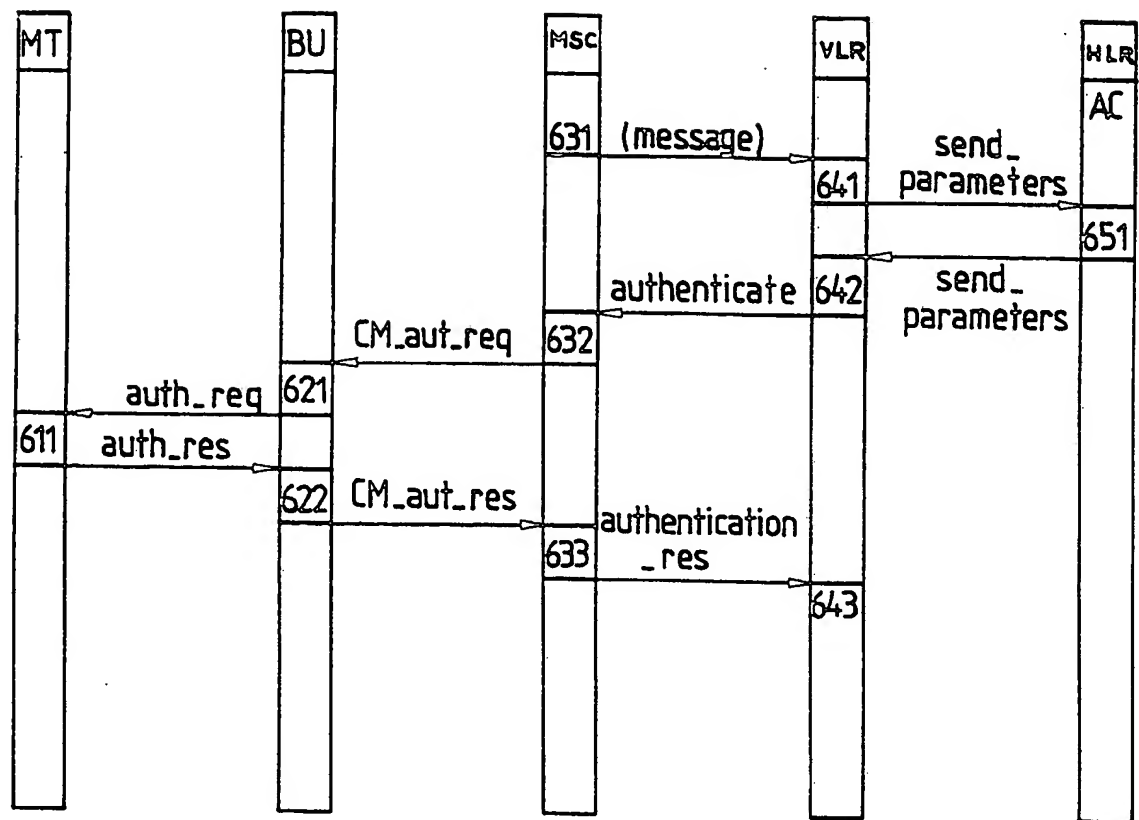 MT
BU
MSC
VLR
HLR
AC
631
(message)
send_
parameters
641
651
authenticate
642
send_
parameters
CM_aut_req
632
auth_req
621
611
auth_res
622
CM_aut_res
authentication
_res
633
643